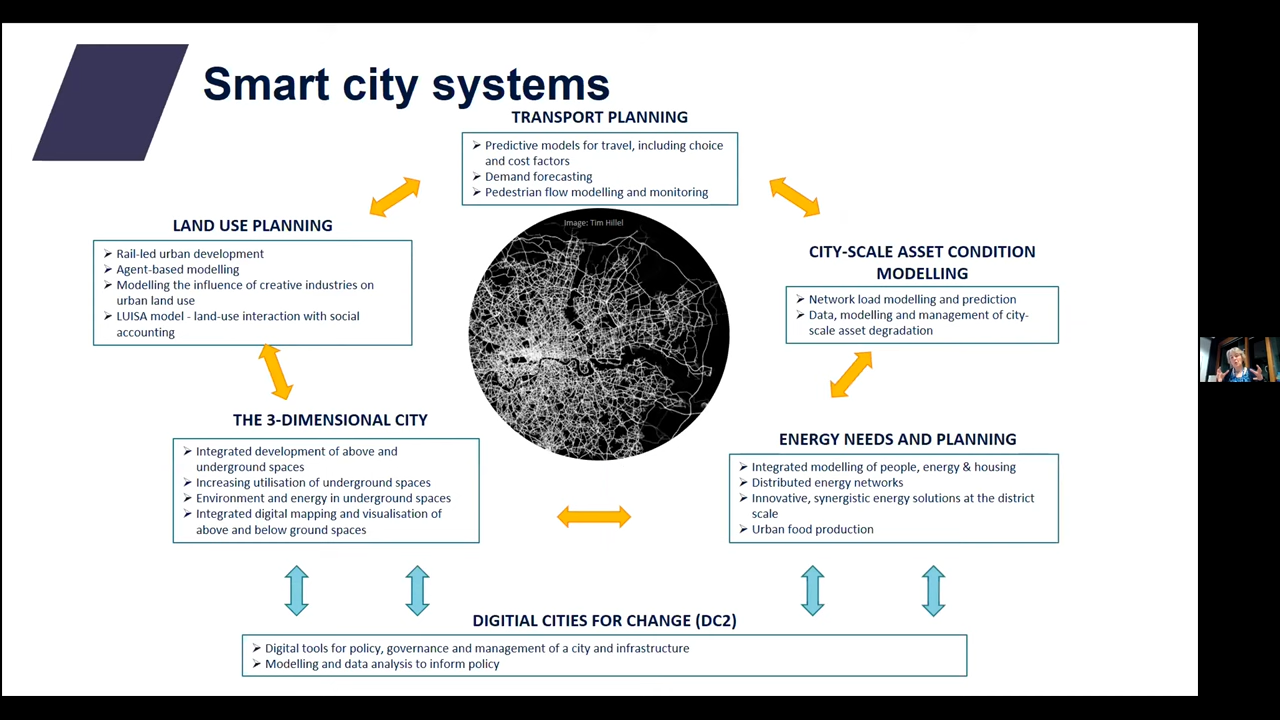 Smart city systems
TRANSPORT PLANNING
➢ Predictive models for travel, including choice
and cost factors
➢ Demand forecasting
➢ Pedestrian flow modelling and monitoring
Image: Tim Hillel
LAND USE PLANNING
➢ Rail-led urban development
➢ Agent-based modelling
➢ Modelling the influence of creative industries on
urban land use
➢ LUISA model - land-use interaction with social
accounting
CITY-SCALE ASSET CONDITION
MODELLING
➢ Network load modelling and prediction
➢ Data, modelling and management of city-
scale asset degradation
THE 3-DIMENSIONAL CITY
➢ Integrated development of above and
underground spaces
➢ Increasing utilisation of underground spaces
➢ Environment and energy in underground spaces
➢ Integrated digital mapping and visualisation of
above and below ground spaces
ENERGY NEEDS AND PLANNING
➢ Integrated modelling of people, energy & housing
➢ Distributed energy networks
➢ Innovative, synergistic energy solutions at the district
scale
➢ Urban food production
DIGITIAL CITIES FOR CHANGE (DC2)
➢ Digital tools for policy, governance and management of a city and infrastructure
➢ Modelling and data analysis to inform policy